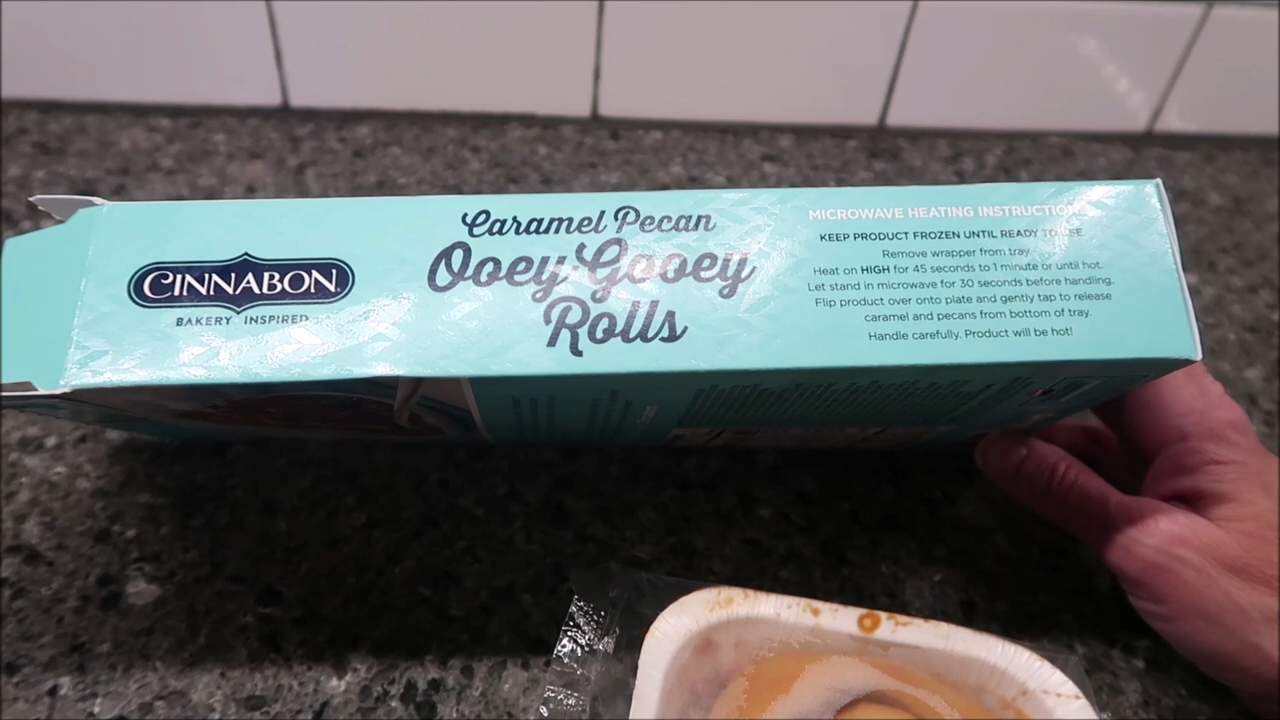 CINNABON
BAKERY INSPIRED
Caramel Pecan
Ooey Gooey
Rolls
MICROWAVE HEATING INSTRUCTION
KEEP PRODUCT FROZEN UNTIL READY TO USE
Remove wrapper from tray
Heat on HIGH for 45 seconds to 1 minute or until hot.
Let stand in microwave for 30 seconds before handling.
Flip product over onto plate and gently tap to release
caramel and pecans from bottom of tray.
Handle carefully. Product will be hot!